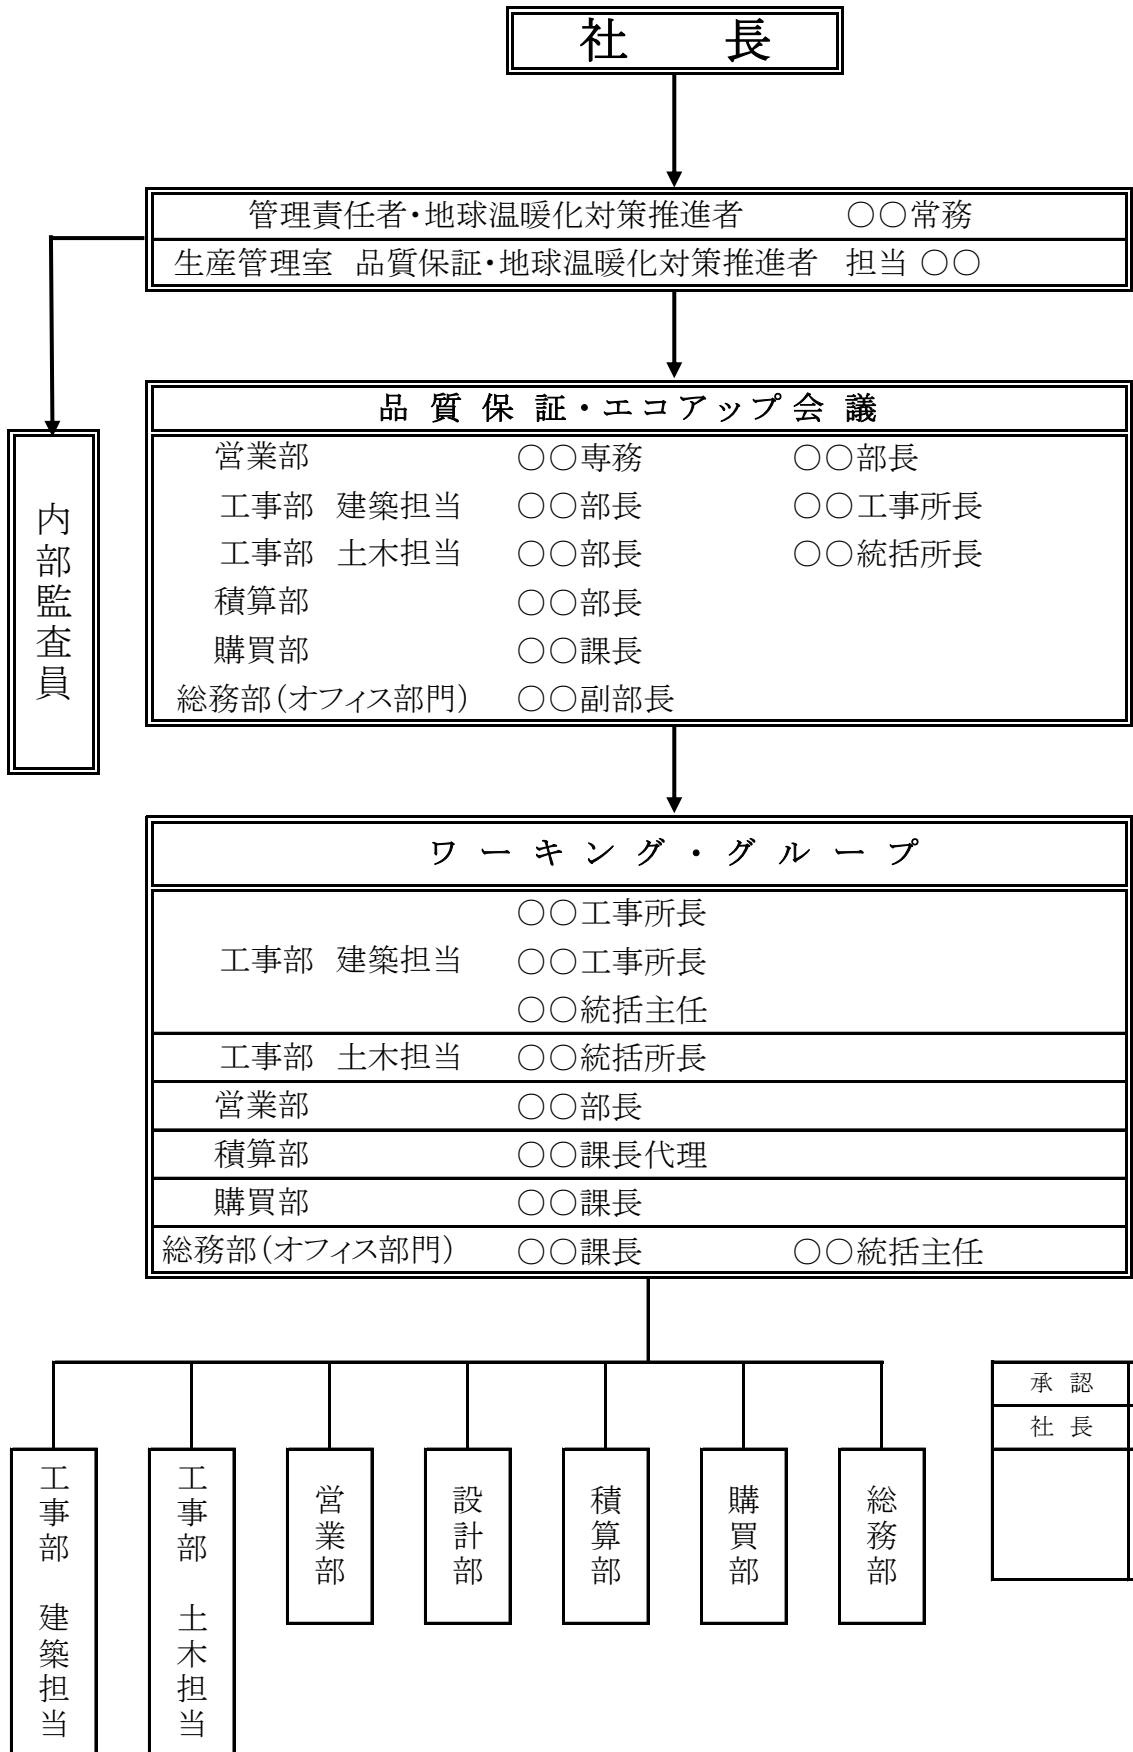 社　　長
管理責任者・地球温暖化対策推進者　　　○○常務
生産管理室　品質保証・地球温暖化対策推進者　担当 ○○
内部監査員
品 質 保 証・エコアップ 会 議
営業部　○○専務　○○部長
工事部　建築担当　○○部長　○○工事所長
工事部　土木担当　○○部長　○○統括所長
積算部　○○部長
購買部　○○課長
総務部（オフィス部門）　○○副部長
ワ ー キ ン グ ・ グ ル ー プ
○○工事所長
工事部　建築担当　○○工事所長
○○統括主任
工事部　土木担当　○○統括所長
営業部　○○部長
積算部　○○課長代理
購買部　○○課長
総務部（オフィス部門）　○○課長　○○統括主任
承 認
社 長
工事部　建築担当
工事部　土木担当
営業部
設計部
積算部
購買部
総務部